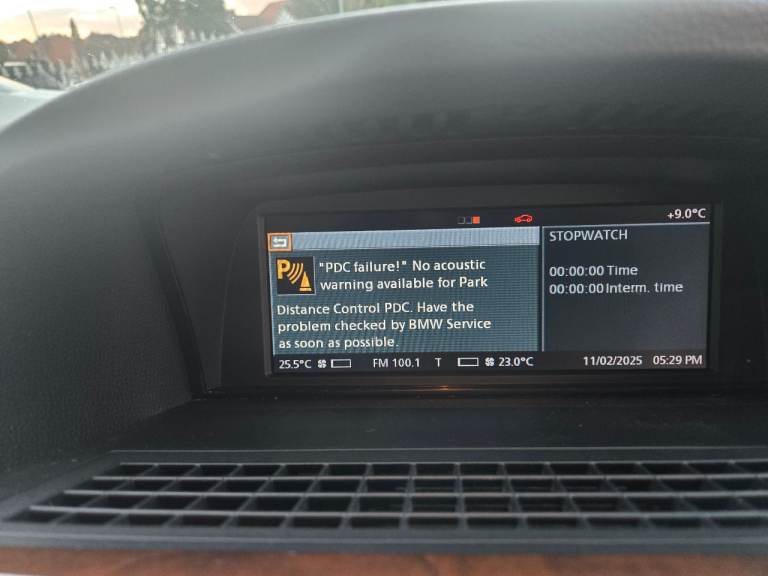 +9.0°C
P "PDC failure!" No acoustic
warning available for Park
Distance Control PDC. Have the
problem checked by BMW Service
as soon as possible.
STOPWATCH
00:00:00 Time
00:00:00 Interm. time
25.5°C FM 100.1 T 23.0°C 11/02/2025 05:29 PM